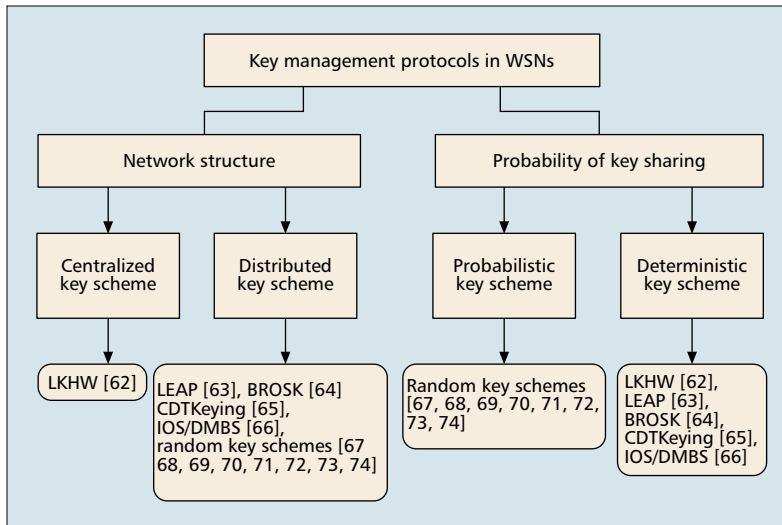 Key management protocols in WSNs
Network structure
Probability of key sharing
Centralized
key scheme
Distributed
key scheme
Probabilistic
key scheme
Deterministic
key scheme
LKHW [62]
LEAP [63], BROSK [64]
CDTKeying [65],
IOS/DMBS [66],
random key schemes [67
68, 69, 70, 71, 72, 73, 74]
Random key schemes
[67, 68, 69, 70, 71, 72,
73, 74]
LKHW [62],
LEAP [63],
BROSK [64],
CDTKeying [65],
IOS/DMBS [66]